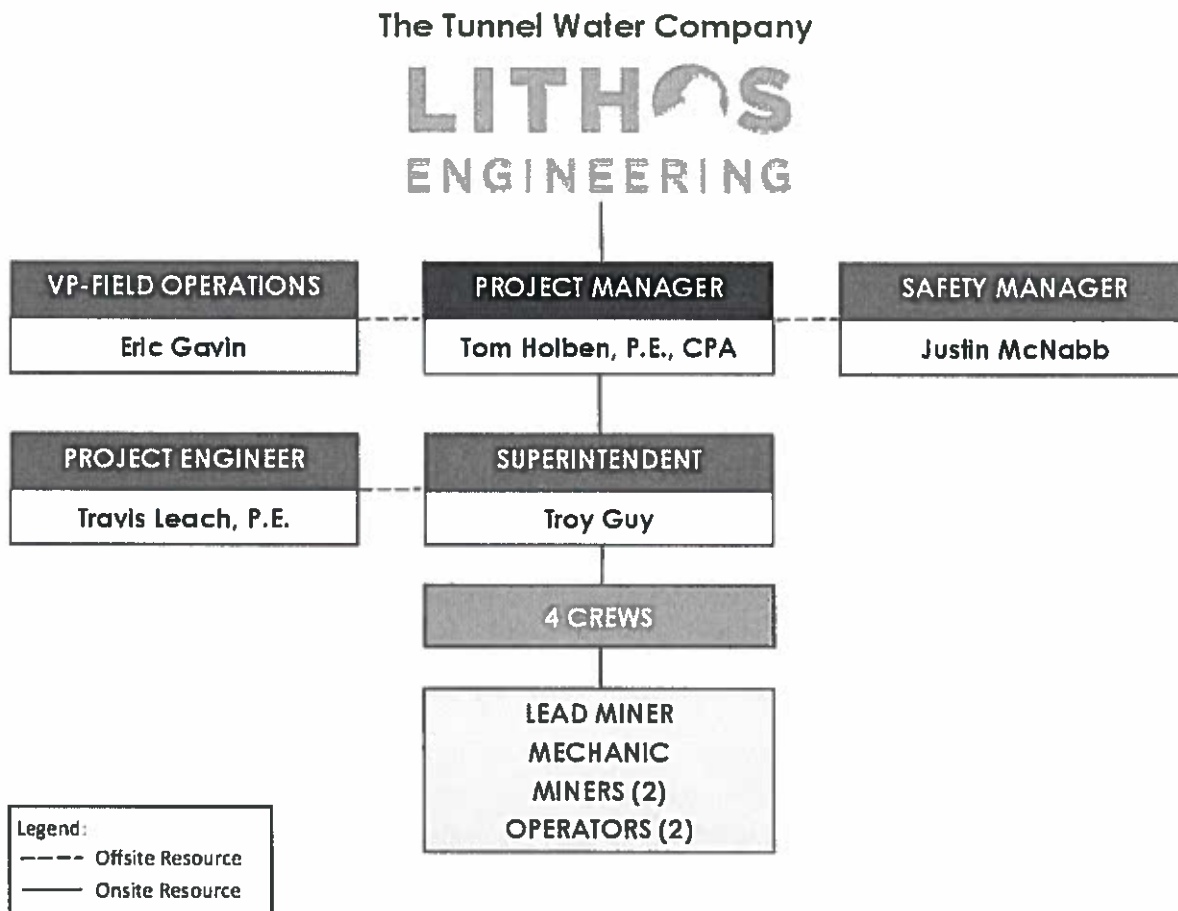 The Tunnel Water Company
LITHOS
ENGINEERING
VP-FIELD OPERATIONS
Eric Gavin
PROJECT MANAGER
Tom Holben, P.E., CPA
SAFETY MANAGER
Justin McNabb
PROJECT ENGINEER
Travis Leach, P.E.
SUPERINTENDENT
Troy Guy
4 CREWS
LEAD MINER
MECHANIC
MINERS (2)
OPERATORS (2)
Legend:
Offsite Resource
Onsite Resource